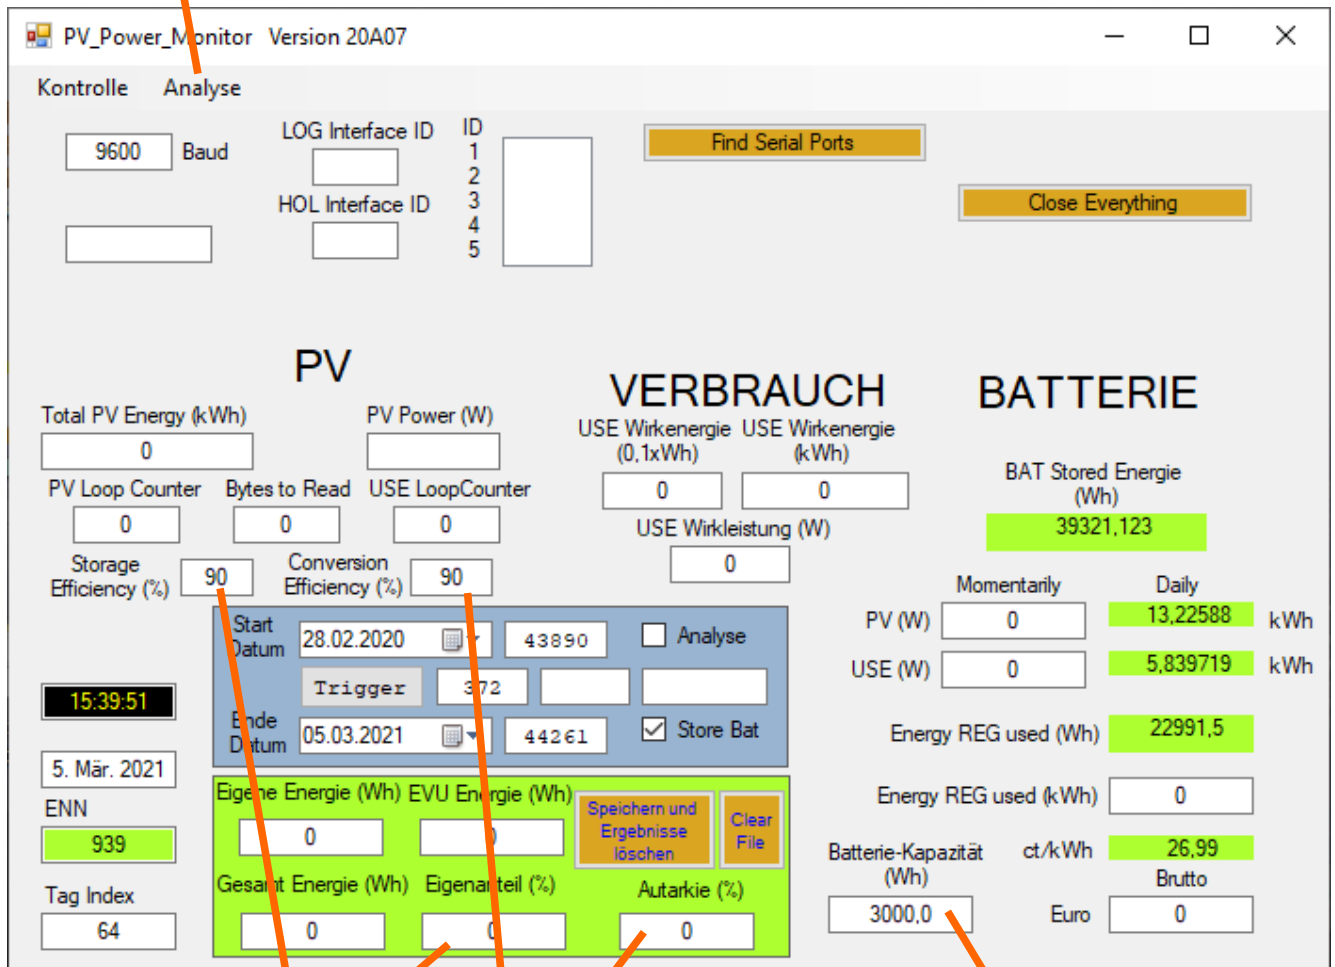 PV_Power_Monitor Version 20A07
Kontrolle Analyse
9600 Baud
LOG Interface ID
HOL Interface ID
ID
1
2
3
4
5
Find Serial Ports
Close Everything
PV
Total PV Energy (kWh)
0
PV Power (W)
PV Loop Counter
0
Bytes to Read
0
USE LoopCounter
0
Storage
Efficiency (%)
90
Conversion
Efficiency (%)
90
VERBRAUCH
USE Wirkenergie
(0,1xWh)
0
USE Wirkenergie
(kWh)
0
USE Wirkleistung (W)
0
BATTERIE
BAT Stored Energie
(Wh)
39321,123
Momentarily Daily
PV (W) 0 13,22588 kWh
USE (W) 0 5,839719 kWh
Energy REG used (Wh) 22991,5
Energy REG used (kWh) 0
Batterie-Kapazität
(Wh)
3000,0
ct/kWh 26,99
Brutto
Euro 0
Start
Datum
28.02.2020 43890 Analyse
Trigger 372
Ende
Datum
05.03.2021 44261 Store Bat
15:39:51
5. Mär. 2021
ENN
939
Tag Index
64
Eigene Energie (Wh)
0
EVU Energie (Wh)
0
Speichern und
Ergebnisse
löschen
Clear
File
Gesamt Energie (Wh)
0
Eigenanteil (%)
0
Autarkie (%)
0